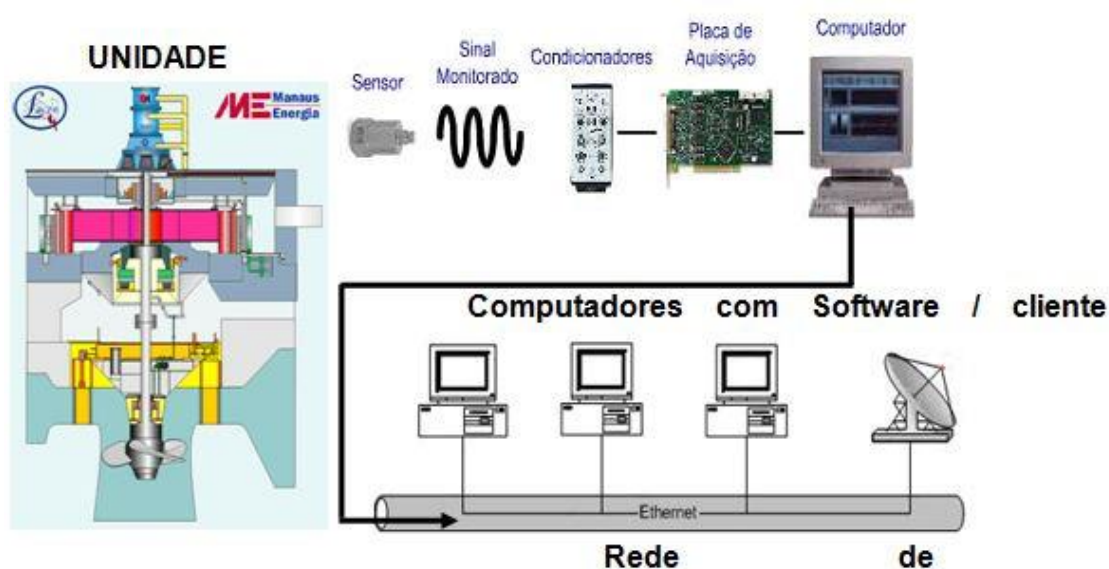 UNIDADE
Manaus
Energia
Sensor
Sinal
Monitorado
Condicionadores
Placa de
Aquisição
Computador
Computadores com Software / cliente
Ethernet
Rede de